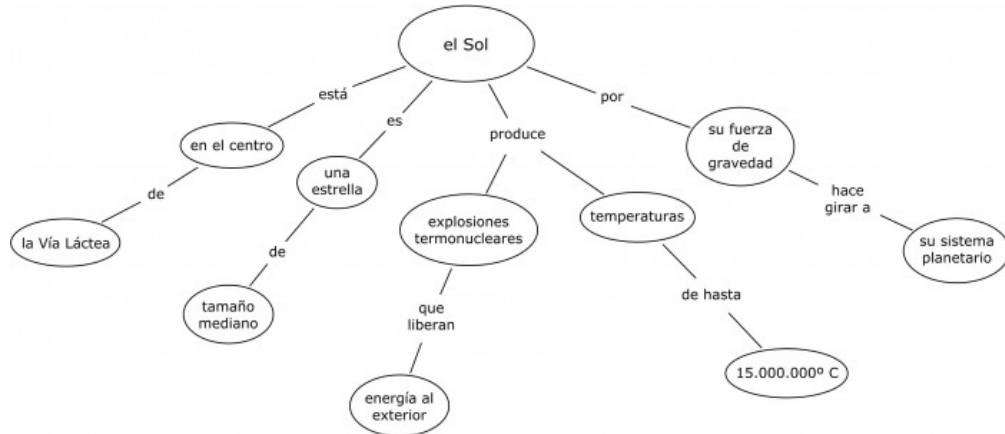 el Sol
está
en el centro
de
la Vía Láctea
es
una
estrella
de
tamaño
mediano
produce
explosiones
termonucleares
que
liberan
energía al
exterior
temperaturas
de hasta
15.000.000º C
por
su fuerza
de
gravedad
hace
girar a
su sistema
planetario